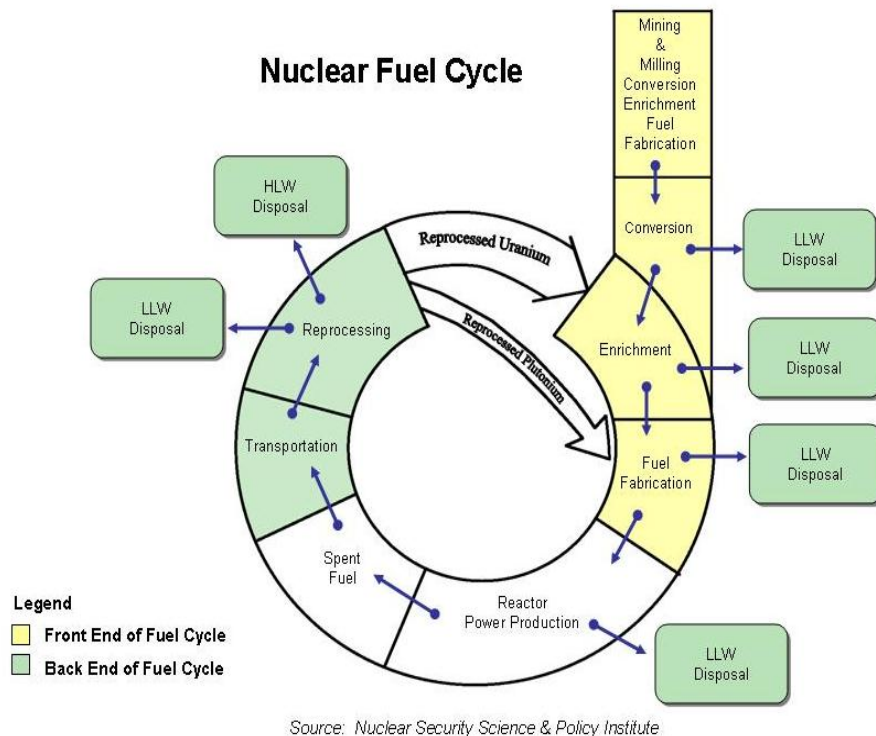 Nuclear Fuel Cycle
Mining
&
Milling
Conversion
Enrichment
Fuel
Fabrication
Conversion
LLW
Disposal
Enrichment
LLW
Disposal
Fuel
Fabrication
LLW
Disposal
Reactor
Power Production
LLW
Disposal
Spent
Fuel
Transportation
Reprocessing
LLW
Disposal
HLW
Disposal
Reprocessed Uranium
Reprocessed Plutonium
Legend
Front End of Fuel Cycle
Back End of Fuel Cycle
Source: Nuclear Security Science & Policy Institute